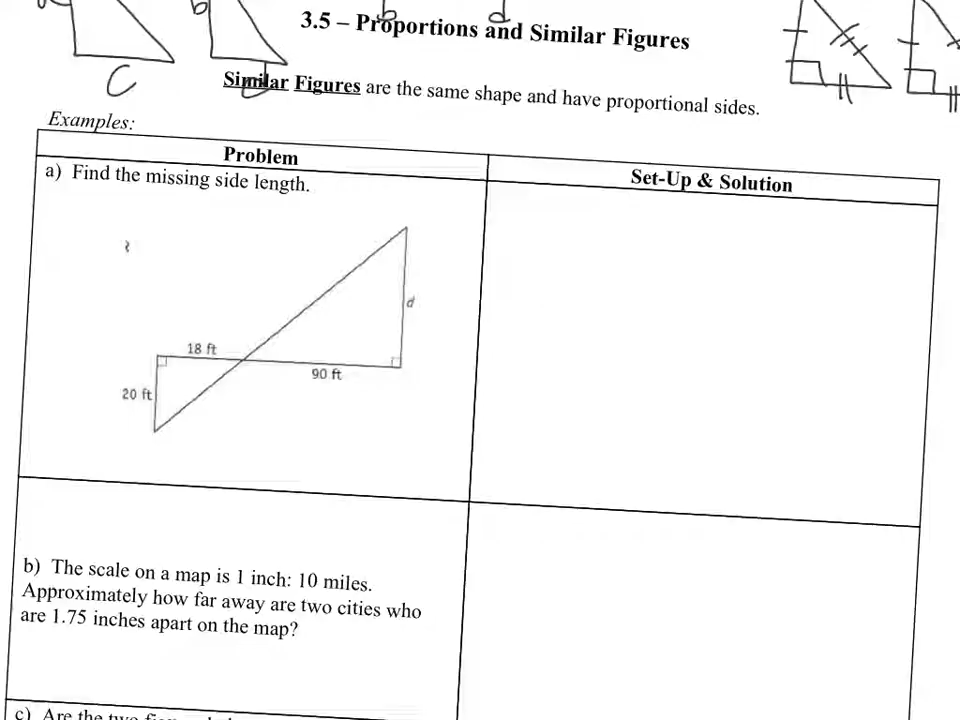 b
b
d
3.5 – Proportions and Similar Figures
C
d
Similar Figures are the same shape and have proportional sides.
Examples:
Problem
Set-Up & Solution
a) Find the missing side length.
d
18 ft
90 ft
20 ft
b) The scale on a map is 1 inch: 10 miles.
Approximately how far away are two cities who
are 1.75 inches apart on the map?
c) Are the two